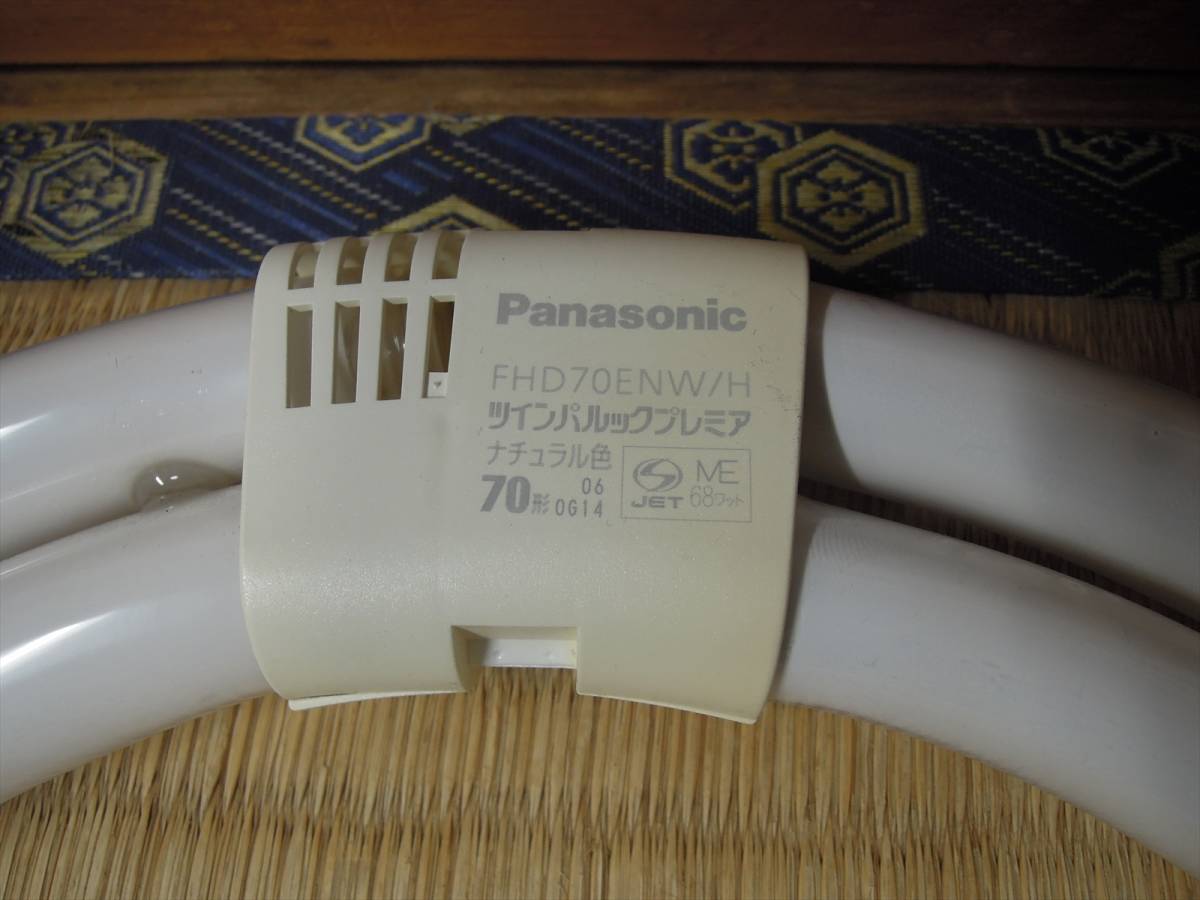 Panasonic
FHD70ENW/H
ツインパルックプレミア
ナチュラル色
70形 06 0G14
JET ME 68ワット